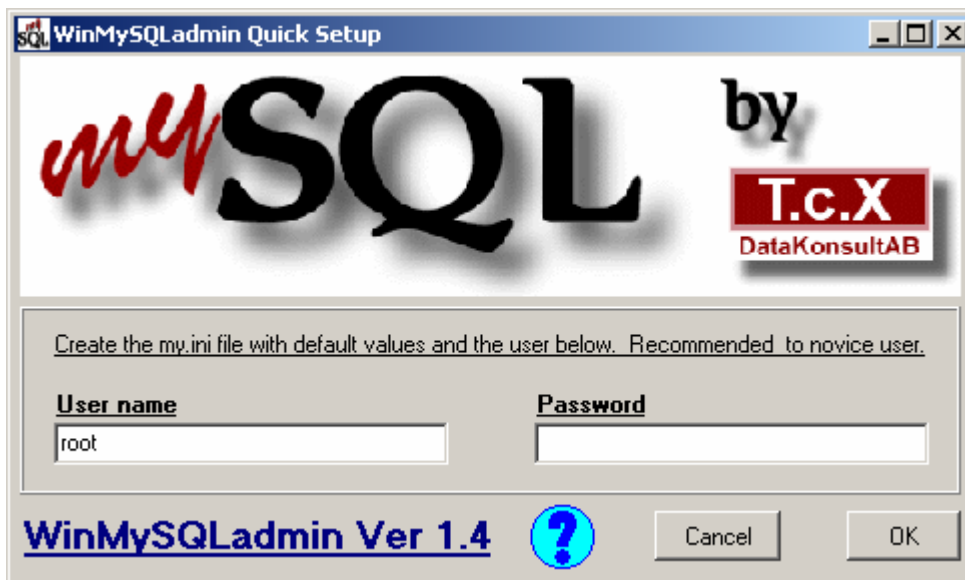 WinMySQLadmin Quick Setup
mySQL by
T.c.X
DataKonsultAB
Create the my.ini file with default values and the user below.  Recommended  to novice user.
User name Password
root
WinMySQLadmin Ver 1.4 ? Cancel OK